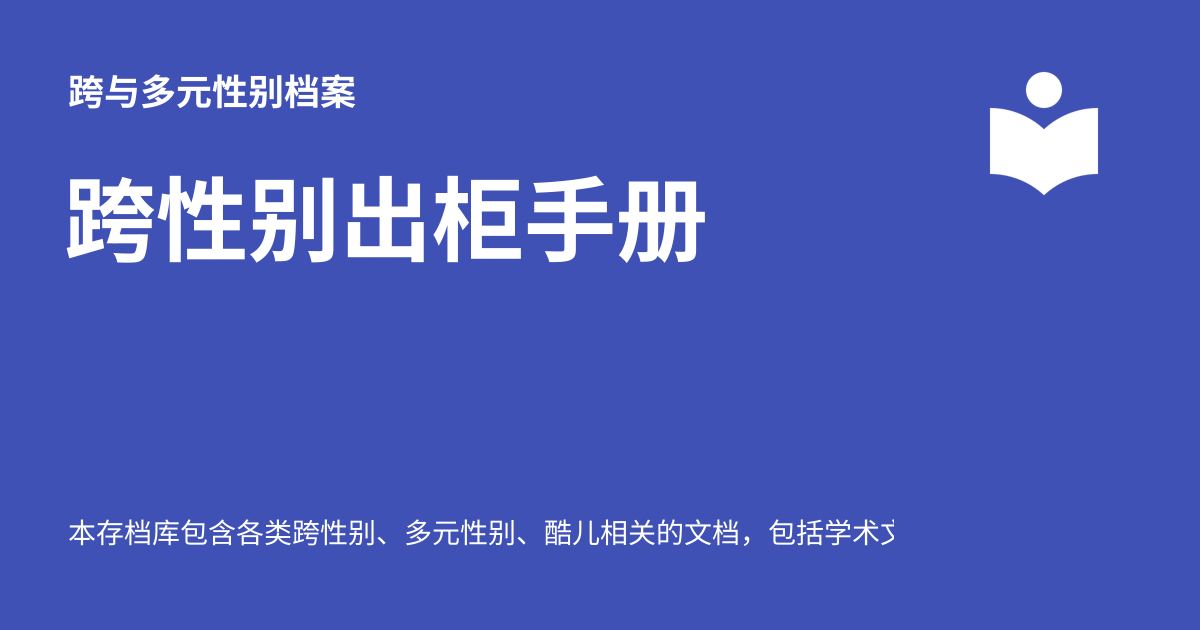 跨与多元性别档案
跨性别出柜手册
本存档库包含各类跨性别、多元性别、酷儿相关的文档，包括学术